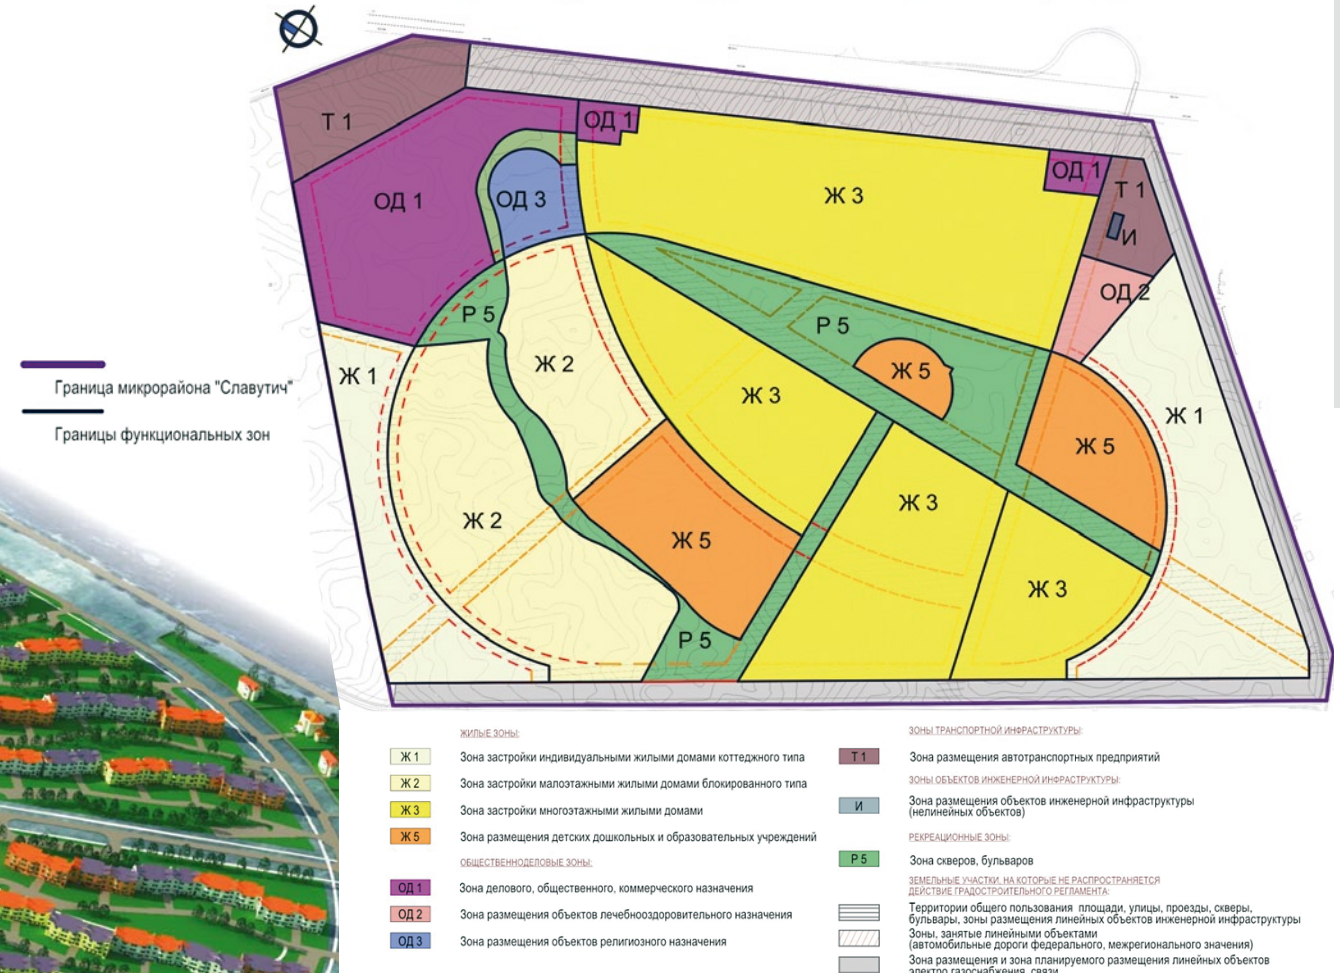 Т 1
ОД 1
ОД 1
Т 1
Ж 3
ОД 1
ОД 3
И
ОД 2
Р 5
Р 5
Ж 2
Ж 1
Ж 5
Ж 3
Ж 1
Ж 5
Ж 3
Ж 2
Ж 5
Ж 3
Р 5
Граница микрорайона "Славутич"
Границы функциональных зон
ЖИЛЫЕ ЗОНЫ:
Ж 1 Зона застройки индивидуальными жилыми домами коттеджного типа
Ж 2 Зона застройки малоэтажными жилыми домами блокированного типа
Ж 3 Зона застройки многоэтажными жилыми домами
Ж 5 Зона размещения детских дошкольных и образовательных учреждений
ОБЩЕСТВЕННОДЕЛОВЫЕ ЗОНЫ:
ОД 1 Зона делового, общественного, коммерческого назначения
ОД 2 Зона размещения объектов лечебнооздоровительного назначения
ОД 3 Зона размещения объектов религиозного назначения
ЗОНЫ ТРАНСПОРТНОЙ ИНФРАСТРУКТУРЫ:
Т 1 Зона размещения автотранспортных предприятий
ЗОНЫ ОБЪЕКТОВ ИНЖЕНЕРНОЙ ИНФРАСТРУКТУРЫ:
И Зона размещения объектов инженерной инфраструктуры
(нелинейных объектов)
РЕКРЕАЦИОННЫЕ ЗОНЫ:
Р 5 Зона скверов, бульваров
ЗЕМЕЛЬНЫЕ УЧАСТКИ, НА КОТОРЫЕ НЕ РАСПРОСТРАНЯЕТСЯ
ДЕЙСТВИЕ ГРАДОСТРОИТЕЛЬНОГО РЕГЛАМЕНТА:
Территории общего пользования площади, улицы, проезды, скверы,
бульвары, зоны размещения линейных объектов инженерной инфраструктуры
Зоны, занятые линейными объектами
(автомобильные дороги федерального, межрегионального значения)
Зона размещения и зона планируемого размещения линейных объектов
электро газоснабжения, связи